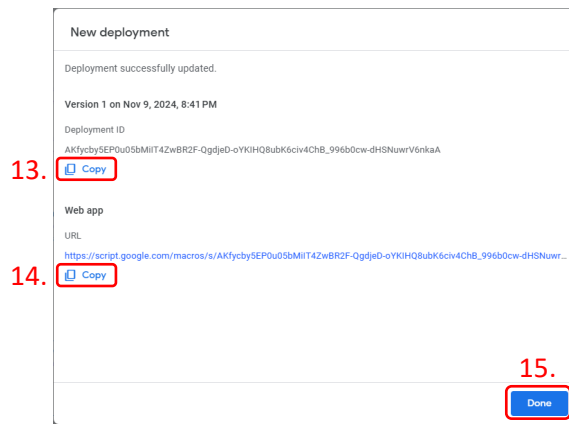 New deployment
Deployment successfully updated.
Version 1 on Nov 9, 2024, 8:41 PM
Deployment ID
AKfycby5EP0u05bMiIT4ZwBR2F-QgdjeD-oYKIHQ8ubK6civ4ChB_996b0cw-dHSNuwrV6nkaA
13. Copy
Web app
URL
https://script.google.com/macros/s/AKfycby5EP0u05bMiIT4ZwBR2F-QgdjeD-oYKIHQ8ubK6civ4ChB_996b0cw-dHSNuwr...
14. Copy
15.
Done